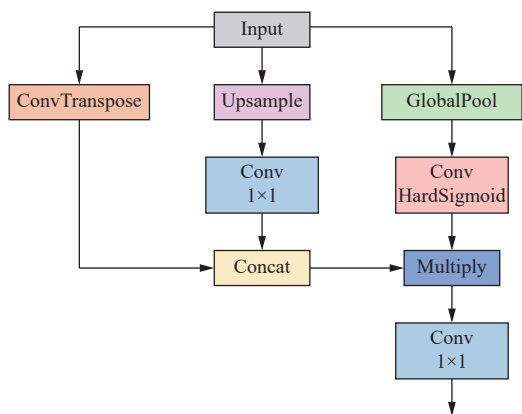 Input
ConvTranspose
Upsample
GlobalPool
Conv
1×1
Conv
HardSigmoid
Concat
Multiply
Conv
1×1